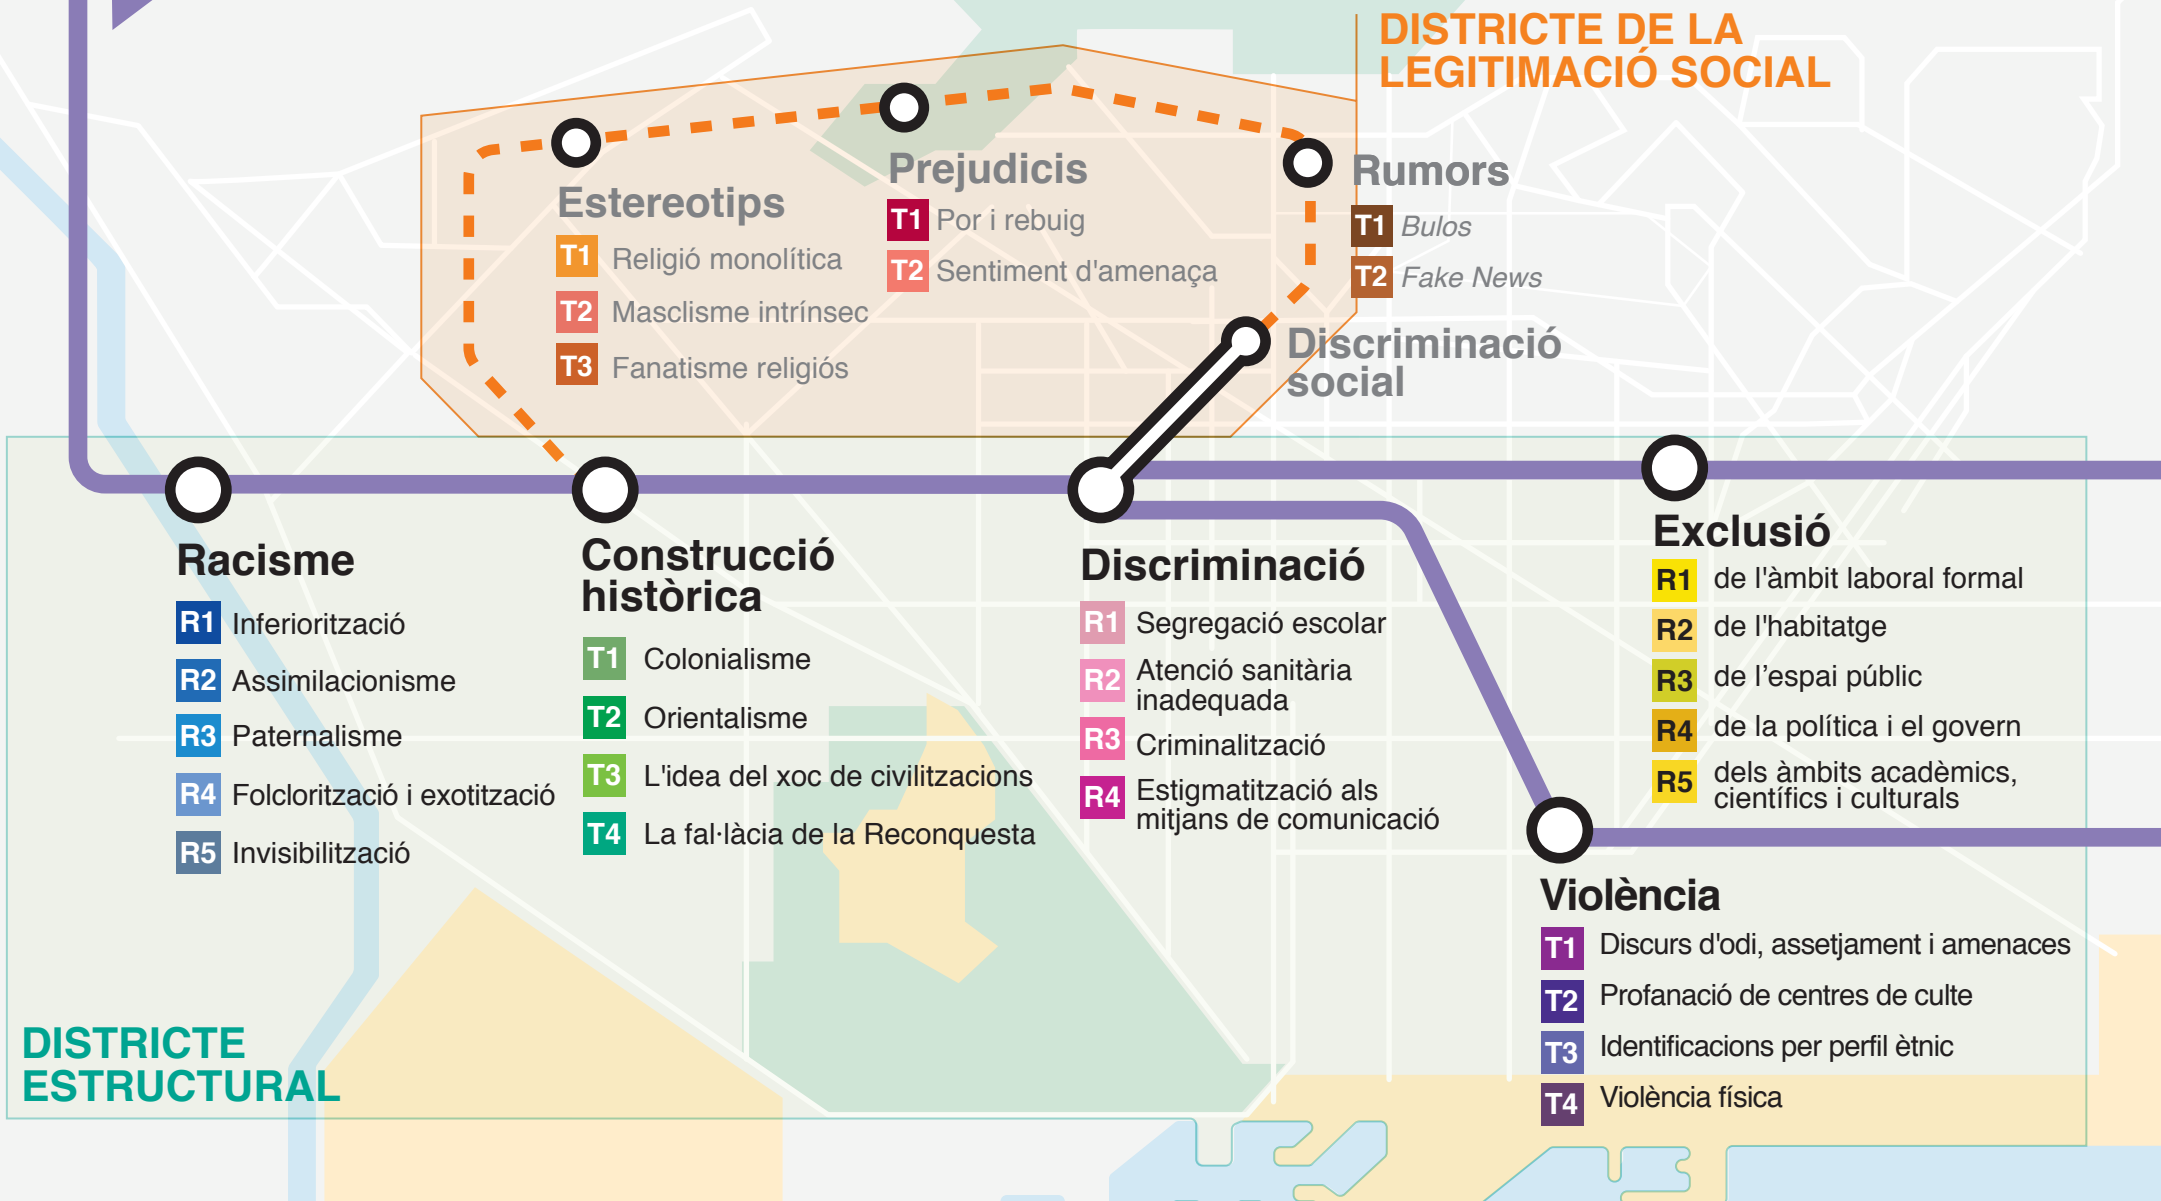 DISTRICTE DE LA
LEGITIMACIÓ SOCIAL
Estereotips
T1 Religió monolítica
T2 Masclisme intrínsec
T3 Fanatisme religiós
Prejudicis
T1 Por i rebuig
T2 Sentiment d'amenaça
Rumors
T1 Bulos
T2 Fake News
Discriminació
social
Racisme
R1 Inferiorització
R2 Assimilacionisme
R3 Paternalisme
R4 Folclorització i exotització
R5 Invisibilització
Construcció
històrica
T1 Colonialisme
T2 Orientalisme
T3 L'idea del xoc de civilitzacions
T4 La fal·làcia de la Reconquesta
Discriminació
R1 Segregació escolar
R2 Atenció sanitària
inadequada
R3 Criminalització
R4 Estigmatització als
mitjans de comunicació
Exclusió
R1 de l'àmbit laboral formal
R2 de l'habitatge
R3 de l’espai públic
R4 de la política i el govern
R5 dels àmbits acadèmics,
científics i culturals
Violència
T1 Discurs d'odi, assetjament i amenaces
T2 Profanació de centres de culte
T3 Identificacions per perfil ètnic
T4 Violència física
DISTRICTE
ESTRUCTURAL